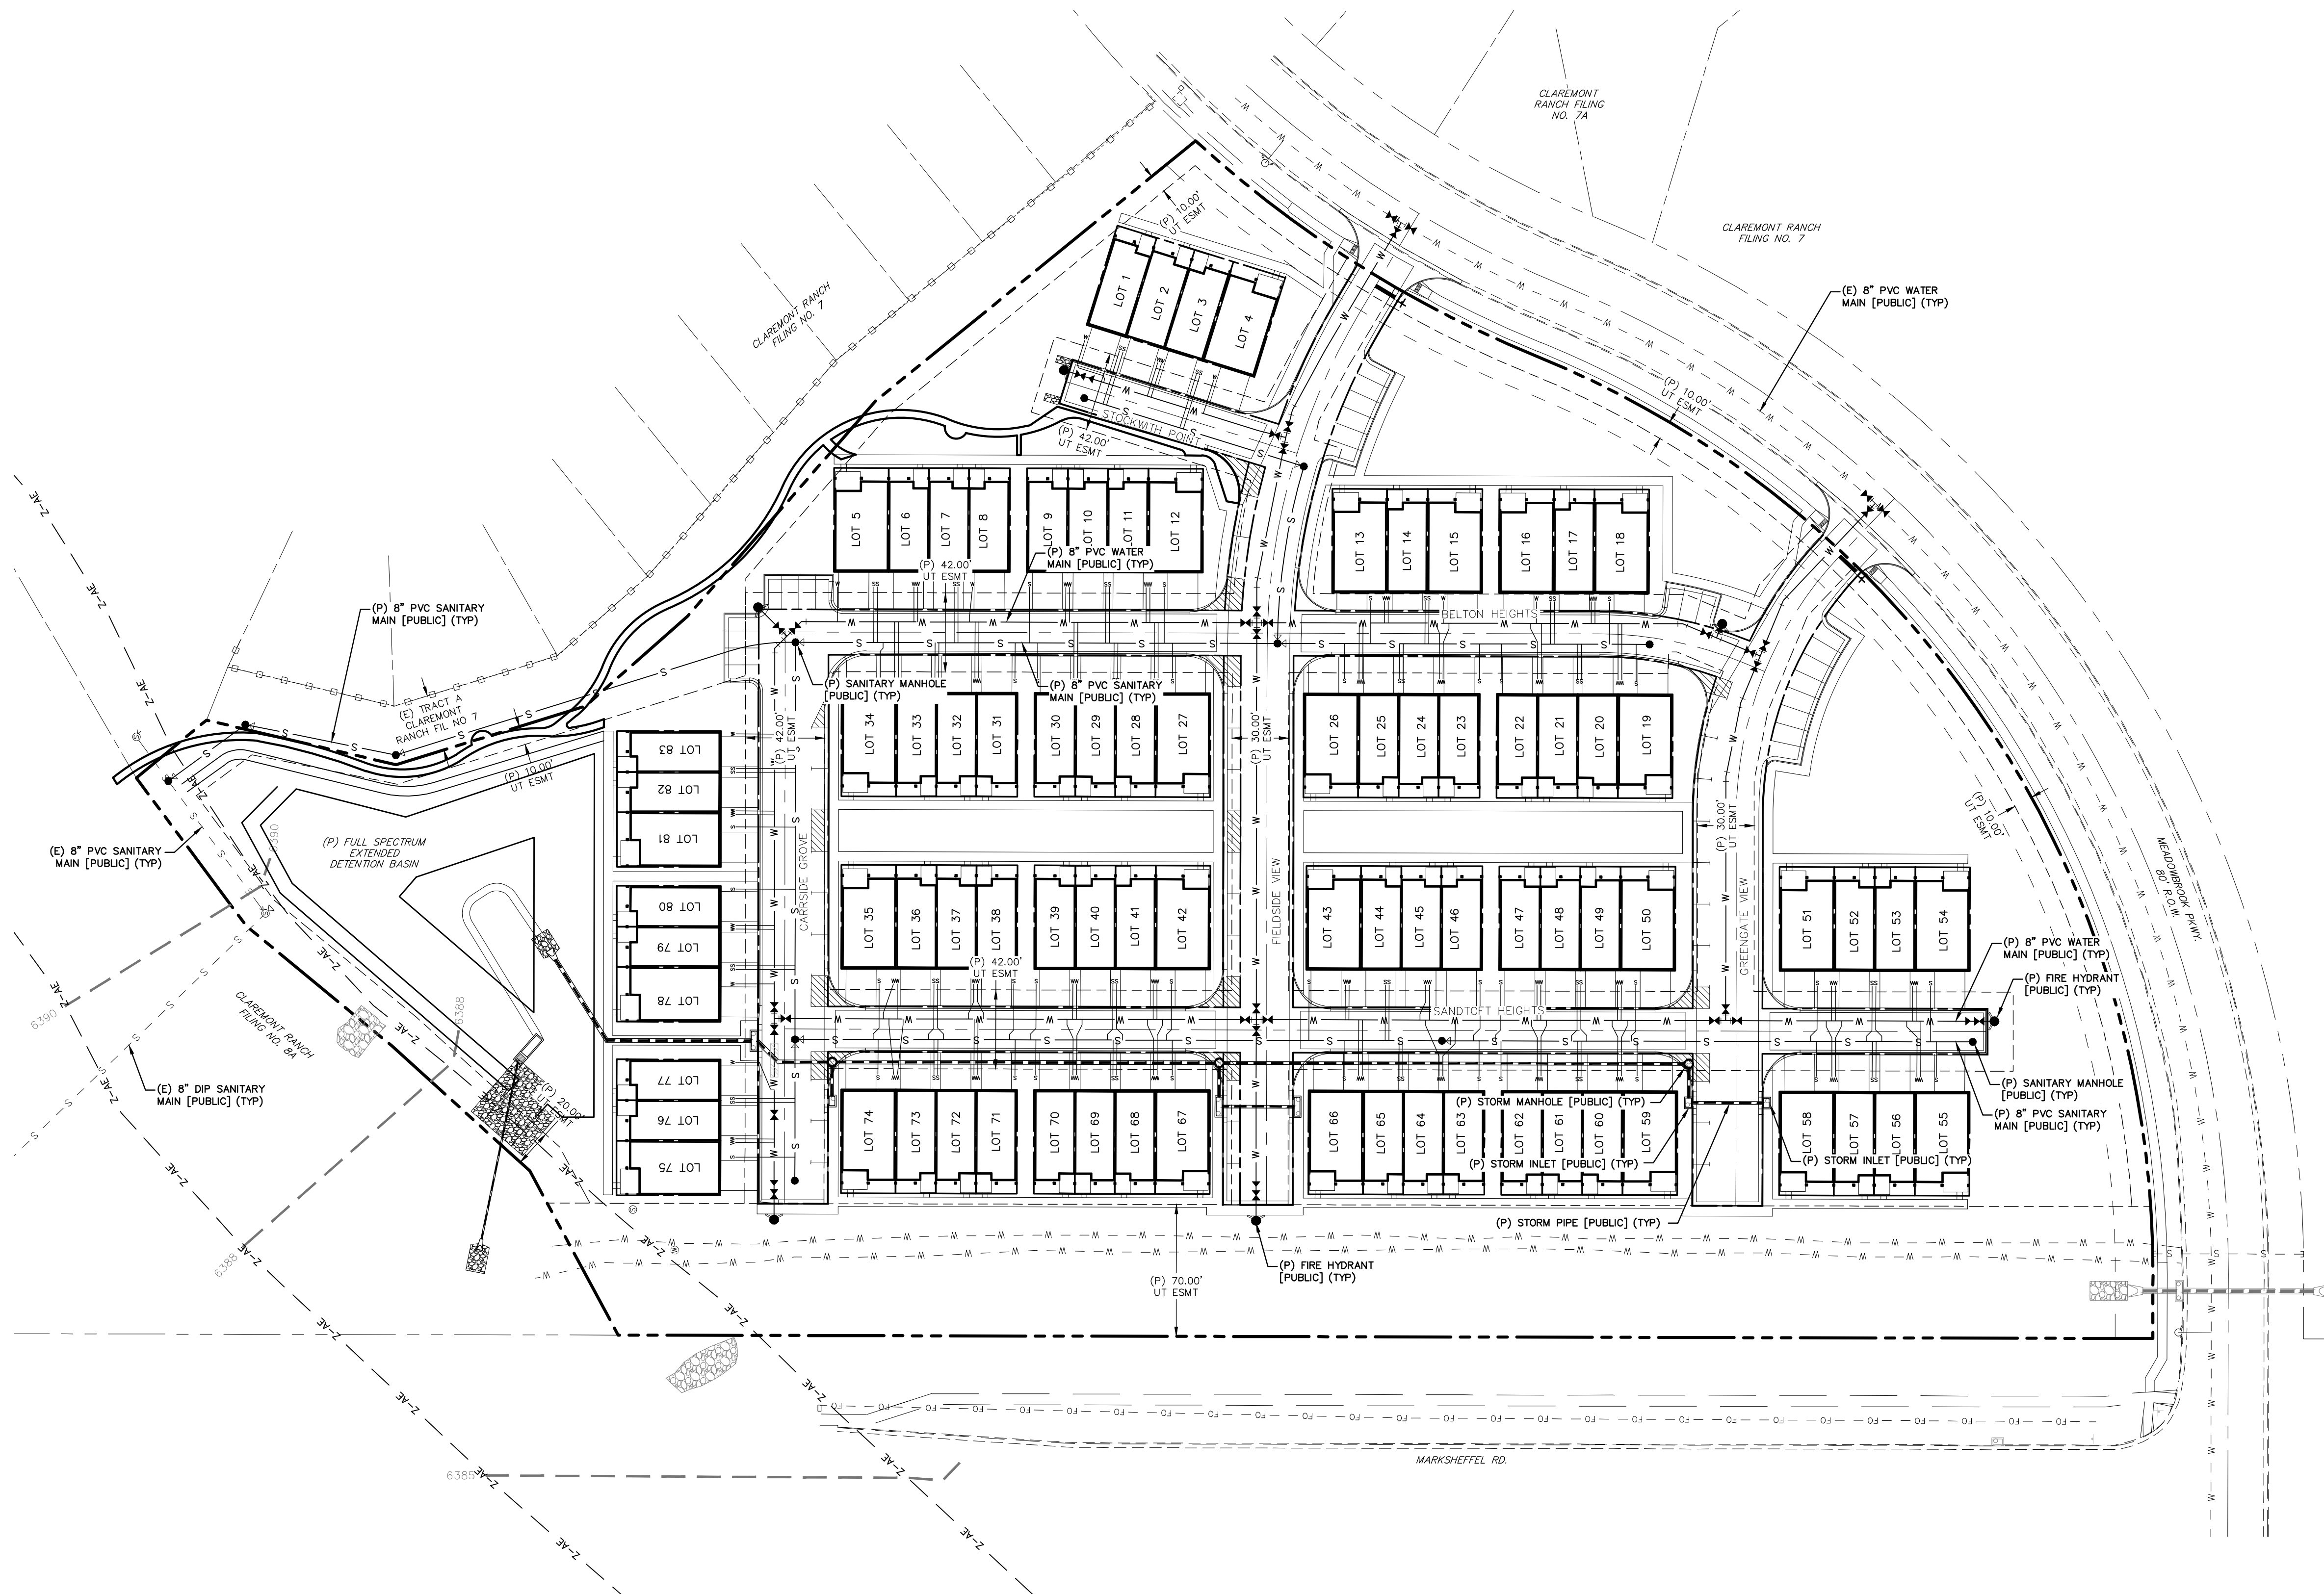 CLAREMONT
RANCH FILING
NO. 7A
CLAREMONT RANCH
FILING NO. 7
(E) 8" PVC WATER
MAIN [PUBLIC] (TYP)
(P) 10.00'
UT ESMT
LOT 1
LOT 2
LOT 3
LOT 4
CLAREMONT RANCH
FILING NO. 7
STOCKWITH POINT
(P) 42.00'
UT ESMT
(P) 10.00'
UT ESMT
LOT 5
LOT 6
LOT 7
LOT 8
LOT 9
LOT 10
LOT 11
LOT 12
LOT 13
LOT 14
LOT 15
LOT 16
LOT 17
LOT 18
(P) 8" PVC WATER
MAIN [PUBLIC] (TYP)
(P) 42.00'
UT ESMT
BELTON HEIGHTS
(P) 8" PVC SANITARY
MAIN [PUBLIC] (TYP)
(P) SANITARY MANHOLE
[PUBLIC] (TYP)
(P) 8" PVC SANITARY
MAIN [PUBLIC] (TYP)
(E) TRACT A
CLAREMONT
RANCH FIL NO 7
(P) 10.00'
UT ESMT
LOT 83
LOT 82
LOT 81
(P) 42.00'
UT ESMT
LOT 34
LOT 33
LOT 32
LOT 31
LOT 30
LOT 29
LOT 28
LOT 27
(P) 30.00'
UT ESMT
LOT 26
LOT 25
LOT 24
LOT 23
LOT 22
LOT 21
LOT 20
LOT 19
(P) 30.00'
UT ESMT
(P) 10.00'
UT ESMT
MEADOWBROOK PKWY.
80' R.O.W.
(E) 8" PVC SANITARY
MAIN [PUBLIC] (TYP)
(P) FULL SPECTRUM
EXTENDED
DETENTION BASIN
6390
6390
LOT 80
LOT 79
LOT 78
CARRSIDE GROVE
LOT 35
LOT 36
LOT 37
LOT 38
LOT 39
LOT 40
LOT 41
LOT 42
FIELDSIDE VIEW
LOT 43
LOT 44
LOT 45
LOT 46
LOT 47
LOT 48
LOT 49
LOT 50
GREENGATE VIEW
LOT 51
LOT 52
LOT 53
LOT 54
(P) 8" PVC WATER
MAIN [PUBLIC] (TYP)
(P) FIRE HYDRANT
[PUBLIC] (TYP)
(P) 42.00'
UT ESMT
SANDTOFT HEIGHTS
CLAREMONT RANCH
FILING NO. 8A
6388
6388
(E) 8" DIP SANITARY
MAIN [PUBLIC] (TYP)
(P) 20.00'
UT ESMT
LOT 77
LOT 76
LOT 75
LOT 74
LOT 73
LOT 72
LOT 71
LOT 70
LOT 69
LOT 68
LOT 67
LOT 66
LOT 65
LOT 64
LOT 63
LOT 62
LOT 61
LOT 60
LOT 59
LOT 58
LOT 57
LOT 56
LOT 55
(P) STORM MANHOLE [PUBLIC] (TYP)
(P) SANITARY MANHOLE
[PUBLIC] (TYP)
(P) 8" PVC SANITARY
MAIN [PUBLIC] (TYP)
(P) STORM INLET [PUBLIC] (TYP)
(P) STORM INLET [PUBLIC] (TYP)
(P) STORM PIPE [PUBLIC] (TYP)
(P) FIRE HYDRANT
[PUBLIC] (TYP)
(P) 70.00'
UT ESMT
6385
MARKSHEFFEL RD.